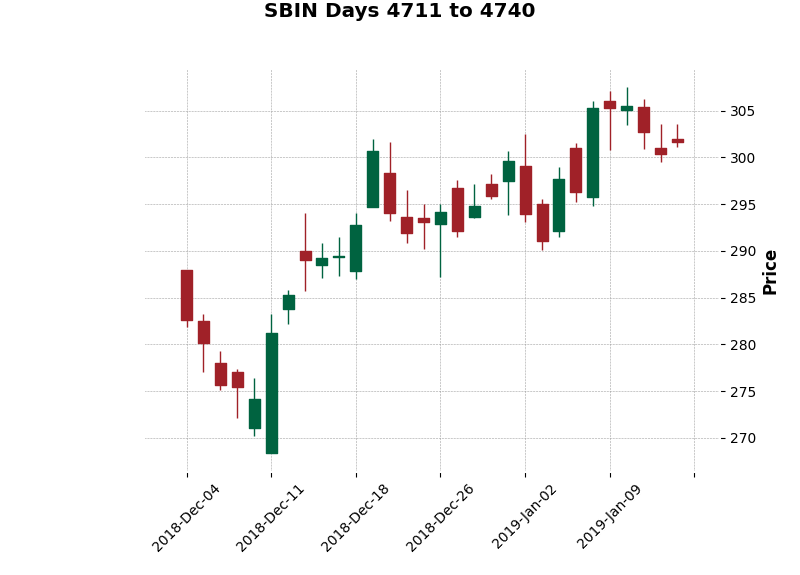 SBIN Days 4711 to 4740
305
300
295
290
285
280
275
270
Price
2018-Dec-04
2018-Dec-11
2018-Dec-18
2018-Dec-26
2019-Jan-02
2019-Jan-09